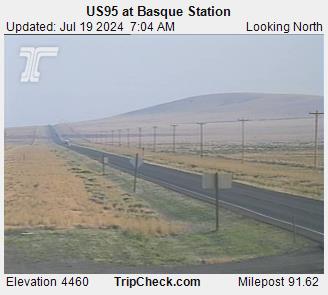 US95 at Basque Station
Updated: Jul 19 2024 7:04 AM Looking North
Elevation 4460 TripCheck.com Milepost 91.62